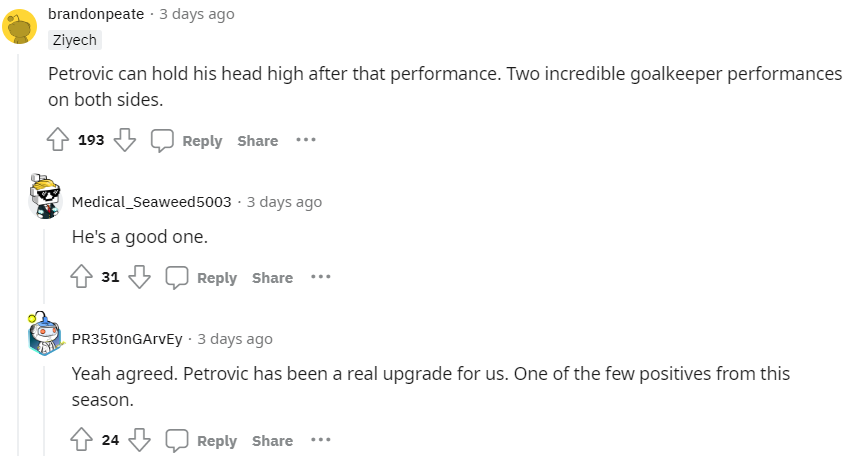 brandonpeate · 3 days ago
Ziyech
Petrovic can hold his head high after that performance. Two incredible goalkeeper performances
on both sides.
193 Reply Share ···
Medical_Seaweed5003 · 3 days ago
He's a good one.
31 Reply Share ···
PR35t0nGArvEy · 3 days ago
Yeah agreed. Petrovic has been a real upgrade for us. One of the few positives from this
season.
24 Reply Share ···